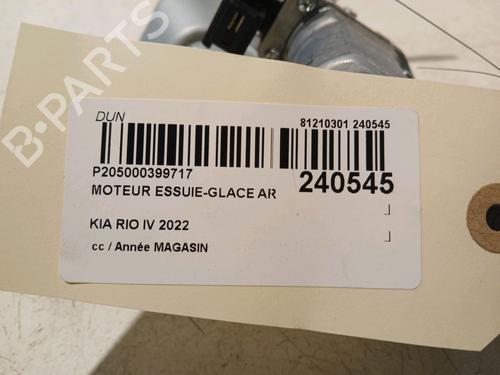 B-PARTS
DUN
81210301 240545
P205000399717
240545
MOTEUR ESSUIE-GLACE AR
KIA RIO IV 2022
cc / Année MAGASIN